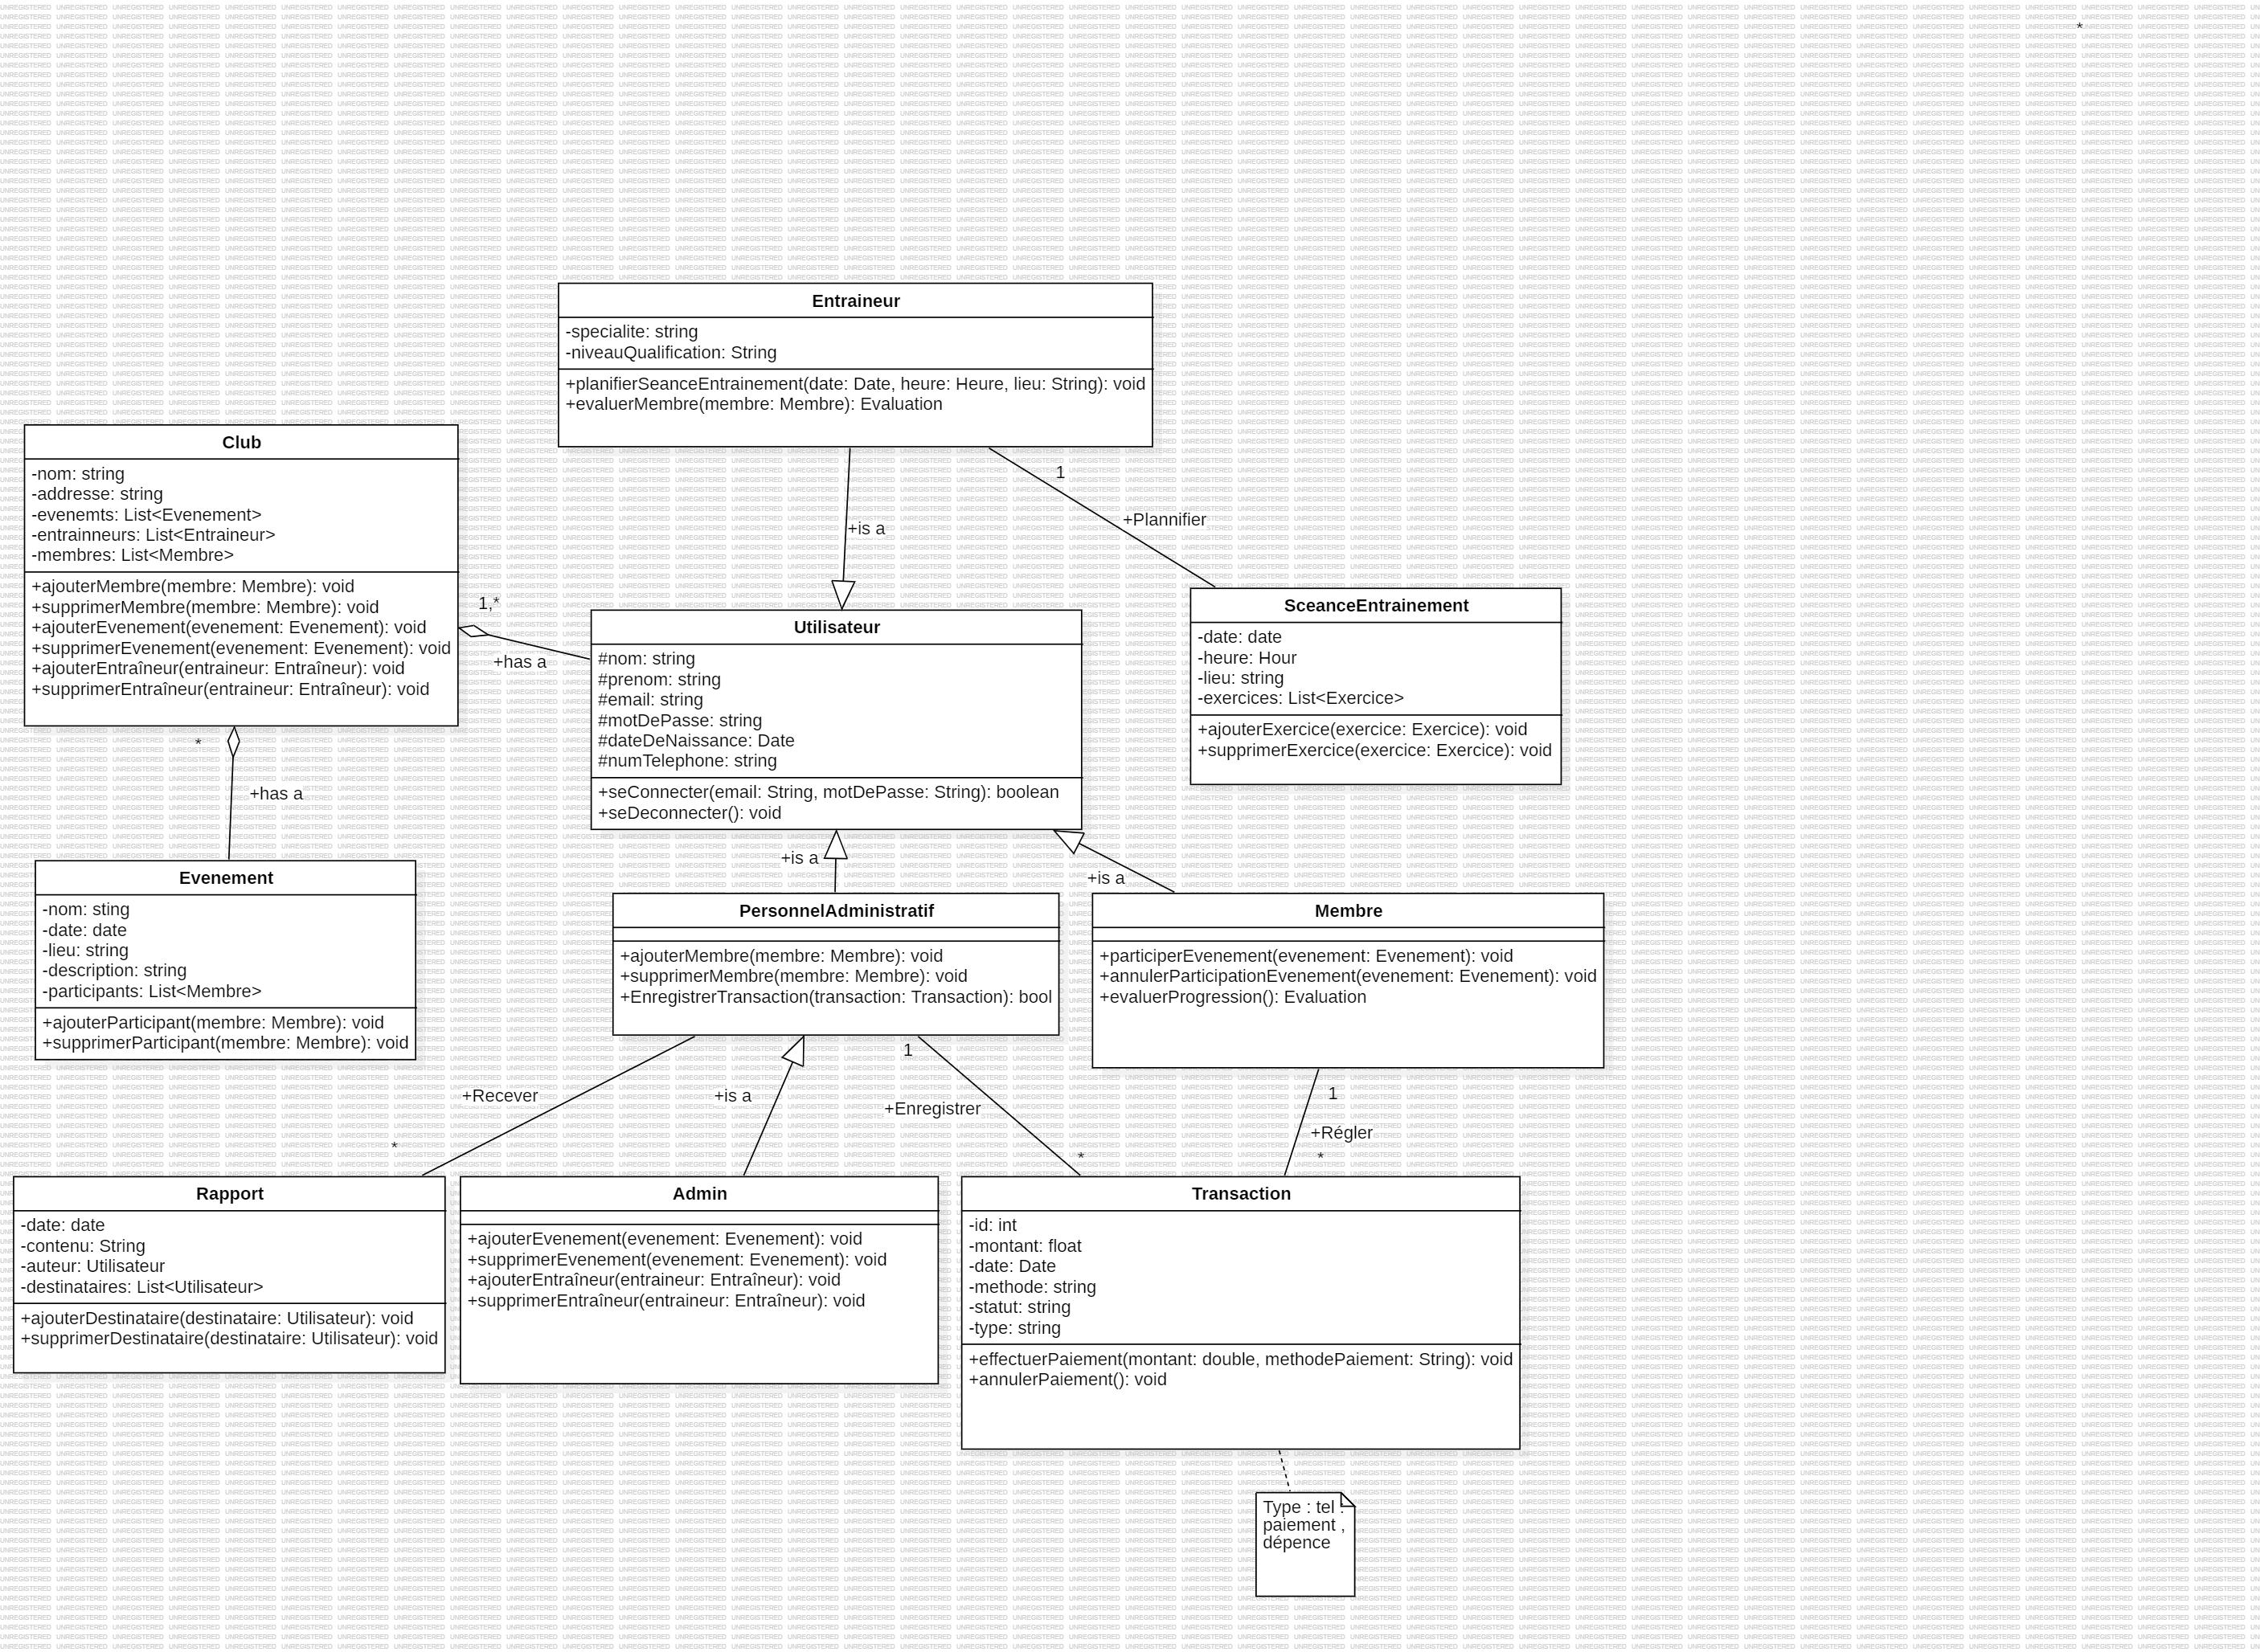 *
Entraineur
-specialite: string
-niveauQualification: String
+planifierSeanceEntrainement(date: Date, heure: Heure, lieu: String): void
+evaluerMembre(membre: Membre): Evaluation
Club
-nom: string
-addresse: string
-evenemts: List<Evenement>
-entrainneurs: List<Entraineur>
-membres: List<Membre>
+ajouterMembre(membre: Membre): void
+supprimerMembre(membre: Membre): void
+ajouterEvenement(evenement: Evenement): void
+supprimerEvenement(evenement: Evenement): void
+ajouterEntraîneur(entraineur: Entraîneur): void
+supprimerEntraîneur(entraineur: Entraîneur): void
1
+Plannifier
+is a
1,*
+has a
Utilisateur
#nom: string
#prenom: string
#email: string
#motDePasse: string
#dateDeNaissance: Date
#numTelephone: string
+seConnecter(email: String, motDePasse: String): boolean
+seDeconnecter(): void
SceanceEntrainement
-date: date
-heure: Hour
-lieu: string
-exercices: List<Exercice>
+ajouterExercice(exercice: Exercice): void
+supprimerExercice(exercice: Exercice): void
*
+has a
+is a
+is a
Evenement
-nom: sting
-date: date
-lieu: string
-description: string
-participants: List<Membre>
+ajouterParticipant(membre: Membre): void
+supprimerParticipant(membre: Membre): void
PersonnelAdministratif
+ajouterMembre(membre: Membre): void
+supprimerMembre(membre: Membre): void
+EnregistrerTransaction(transaction: Transaction): bool
Membre
+participerEvenement(evenement: Evenement): void
+annulerParticipationEvenement(evenement: Evenement): void
+evaluerProgression(): Evaluation
+Recever
*
+is a
1
+Enregistrer
*
1
+Régler
*
Rapport
-date: date
-contenu: String
-auteur: Utilisateur
-destinataires: List<Utilisateur>
+ajouterDestinataire(destinataire: Utilisateur): void
+supprimerDestinataire(destinataire: Utilisateur): void
Admin
+ajouterEvenement(evenement: Evenement): void
+supprimerEvenement(evenement: Evenement): void
+ajouterEntraîneur(entraineur: Entraîneur): void
+supprimerEntraîneur(entraineur: Entraîneur): void
Transaction
-id: int
-montant: float
-date: Date
-methode: string
-statut: string
-type: string
+effectuerPaiement(montant: double, methodePaiement: String): void
+annulerPaiement(): void
Type : tel :
paiement ,
dépence
UNREGISTERED